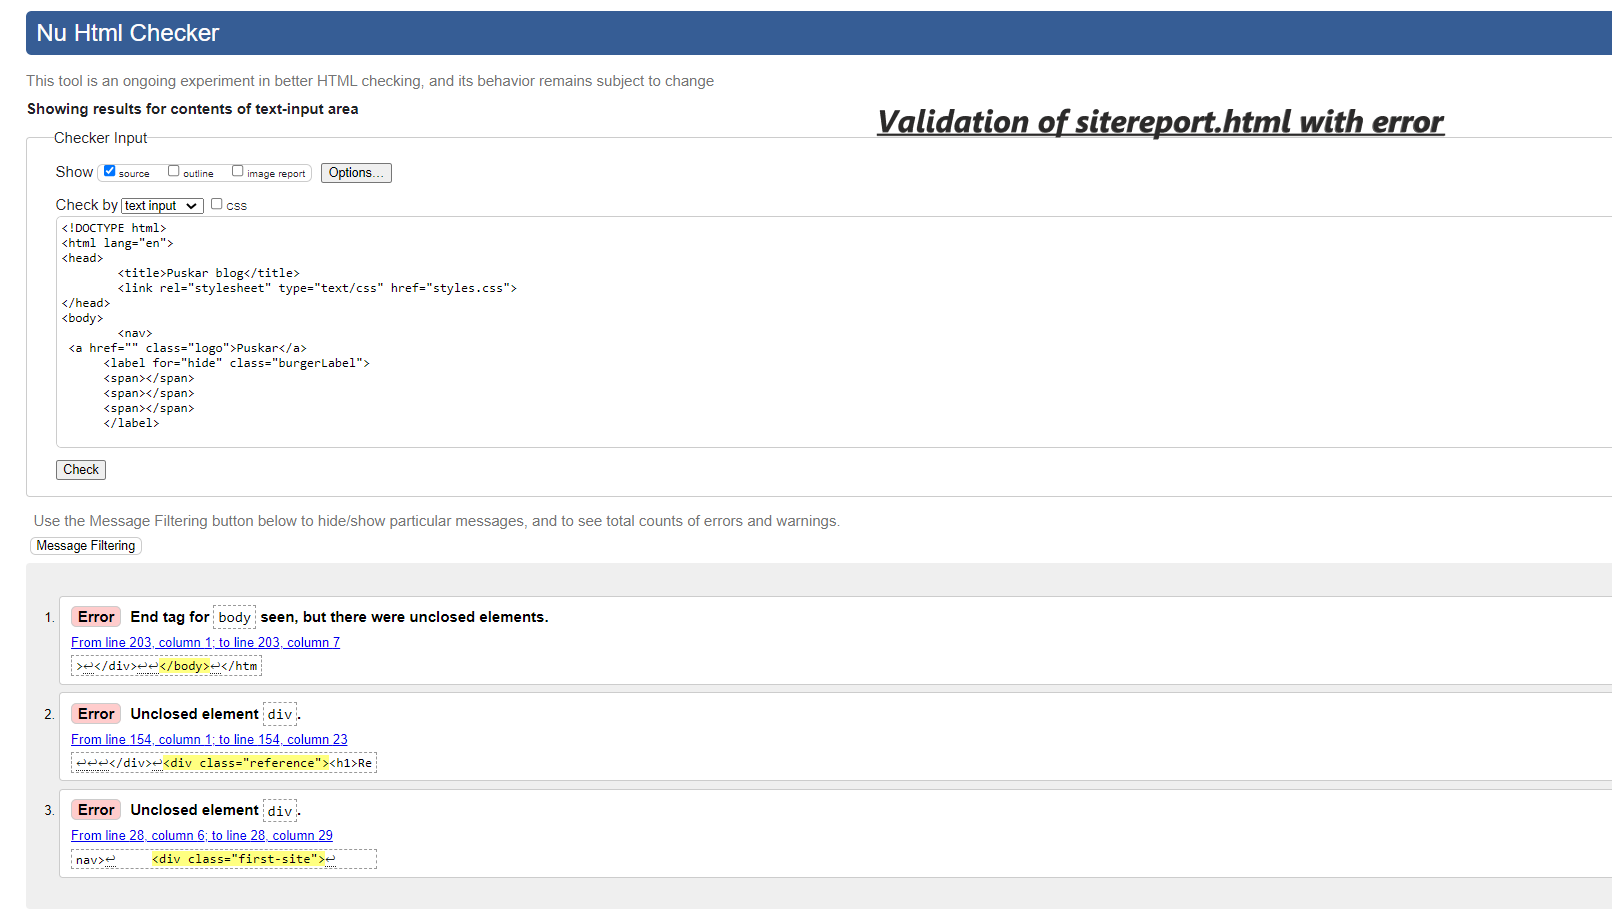 Nu Html Checker
This tool is an ongoing experiment in better HTML checking, and its behavior remains subject to change
Showing results for contents of text-input area
Validation of sitereport.html with error
Checker Input
Show source outline image report Options...
Check by text input css
<!DOCTYPE html>
<html lang="en">
<head>
<title>Puskar blog</title>
<link rel="stylesheet" type="text/css" href="styles.css">
</head>
<body>
<nav>
<a href="" class="logo">Puskar</a>
<label for="hide" class="burgerLabel">
<span></span>
<span></span>
<span></span>
</label>
Check
Use the Message Filtering button below to hide/show particular messages, and to see total counts of errors and warnings.
Message Filtering
1. Error End tag for body seen, but there were unclosed elements.
From line 203, column 1; to line 203, column 7
>↩</div>↩↩</body>↩</htm
2. Error Unclosed element div.
From line 154, column 1; to line 154, column 23
↩↩↩</div>↩<div class="reference"><h1>Re
3. Error Unclosed element div.
From line 28, column 6; to line 28, column 29
nav>↩ <div class="first-site">↩